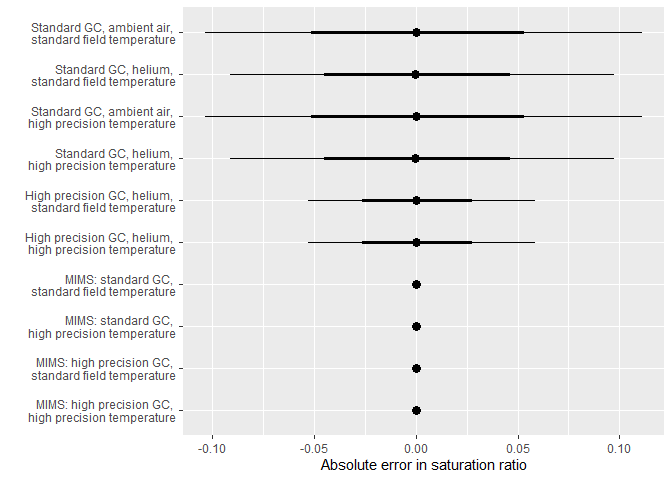 Standard GC, ambient air,
standard field temperature
Standard GC, helium,
standard field temperature
Standard GC, ambient air,
high precision temperature
Standard GC, helium,
high precision temperature
High precision GC, helium,
standard field temperature
High precision GC, helium,
high precision temperature
MIMS: standard GC,
standard field temperature
MIMS: standard GC,
high precision temperature
MIMS: high precision GC,
standard field temperature
MIMS: high precision GC,
high precision temperature
-0.10 -0.05 0.00 0.05 0.10
Absolute error in saturation ratio